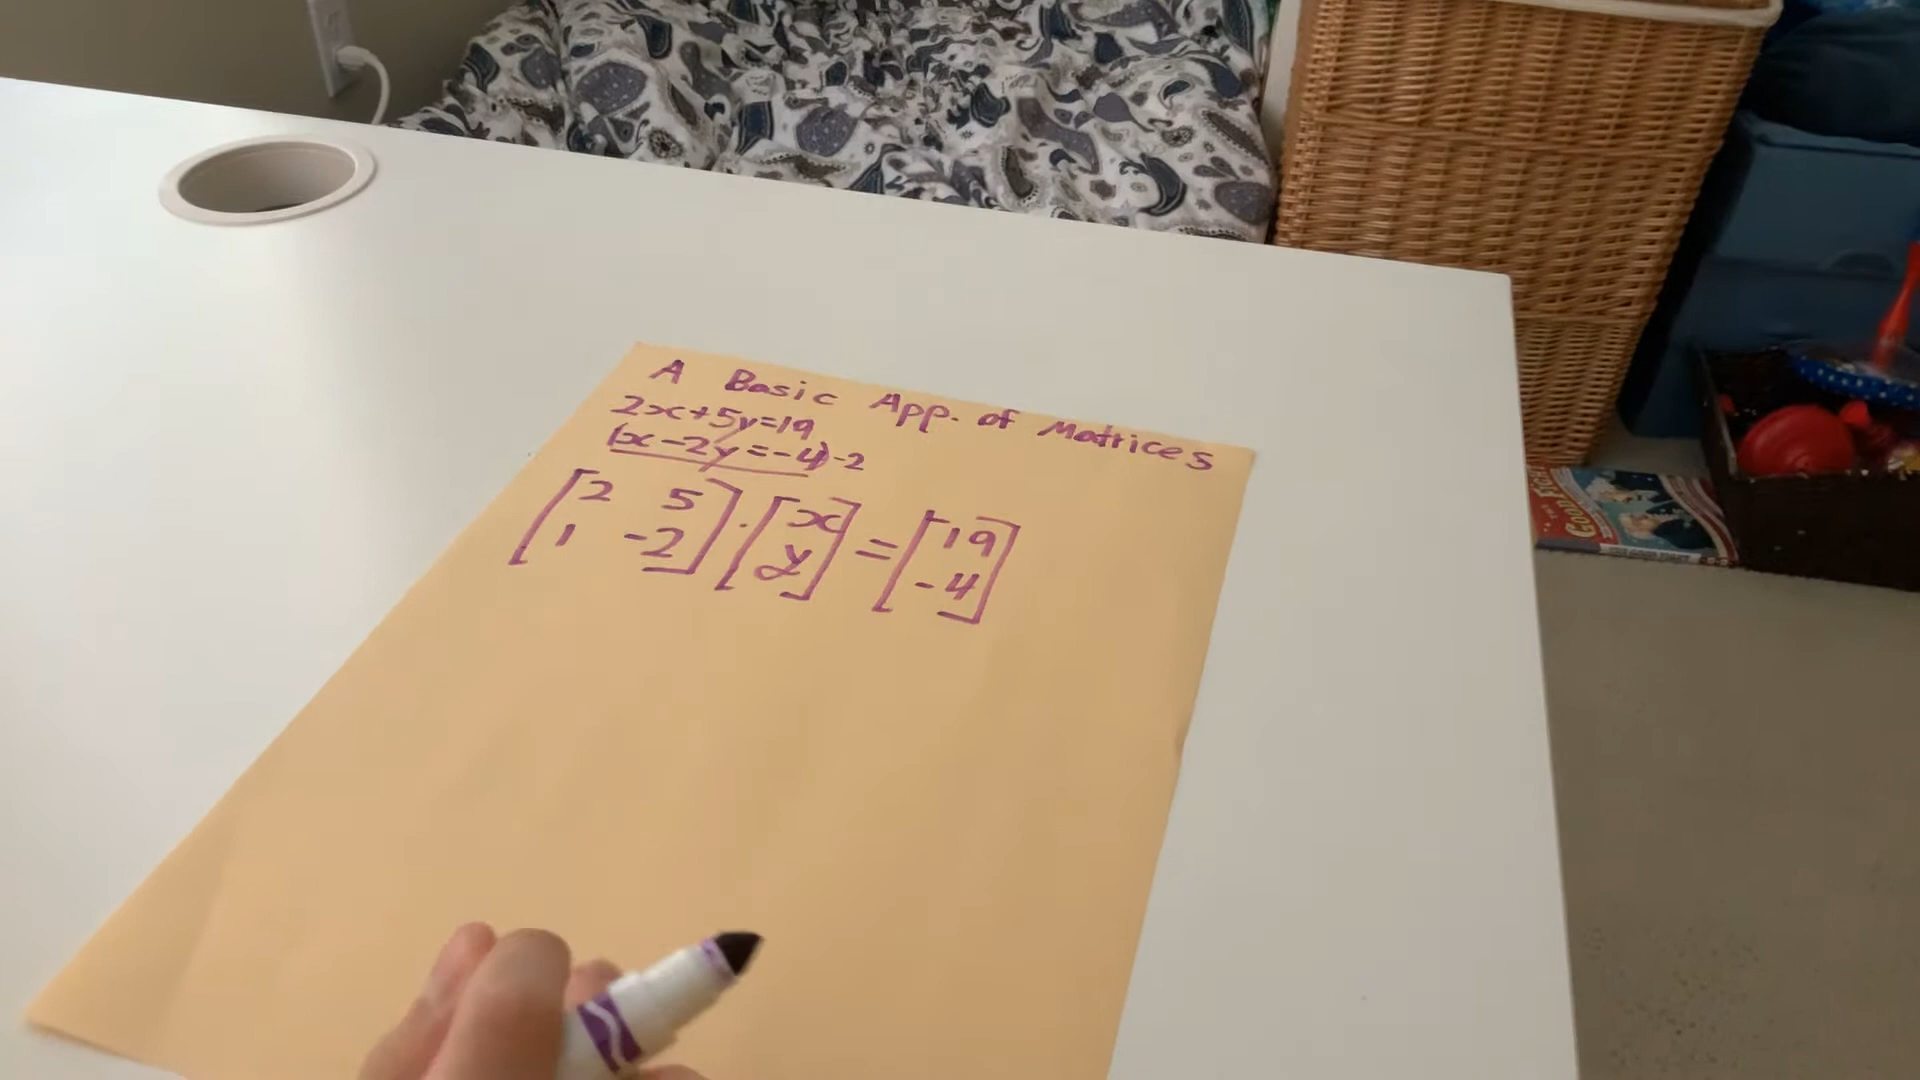 A Basic App. of Matrices
2x+5y=19
(x-2y=-4)-2
[2 5] · [x] = [19]
[1 -2] [y] [-4]